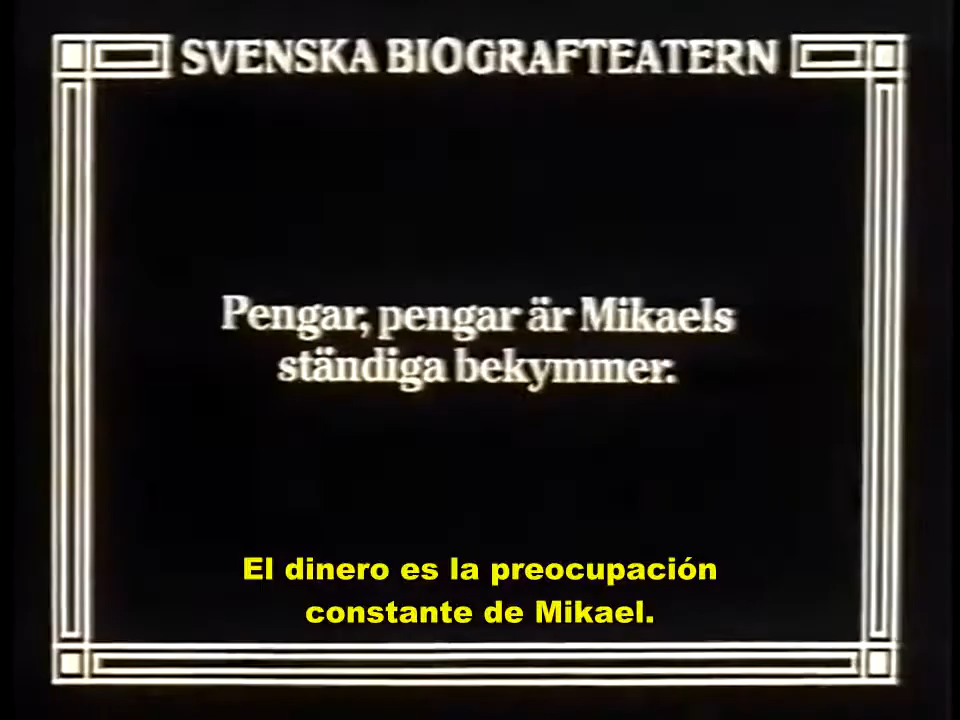 SVENSKA BIOGRAFTEATERN
Pengar, pengar är Mikaels
ständiga bekymmer.
El dinero es la preocupación
constante de Mikael.